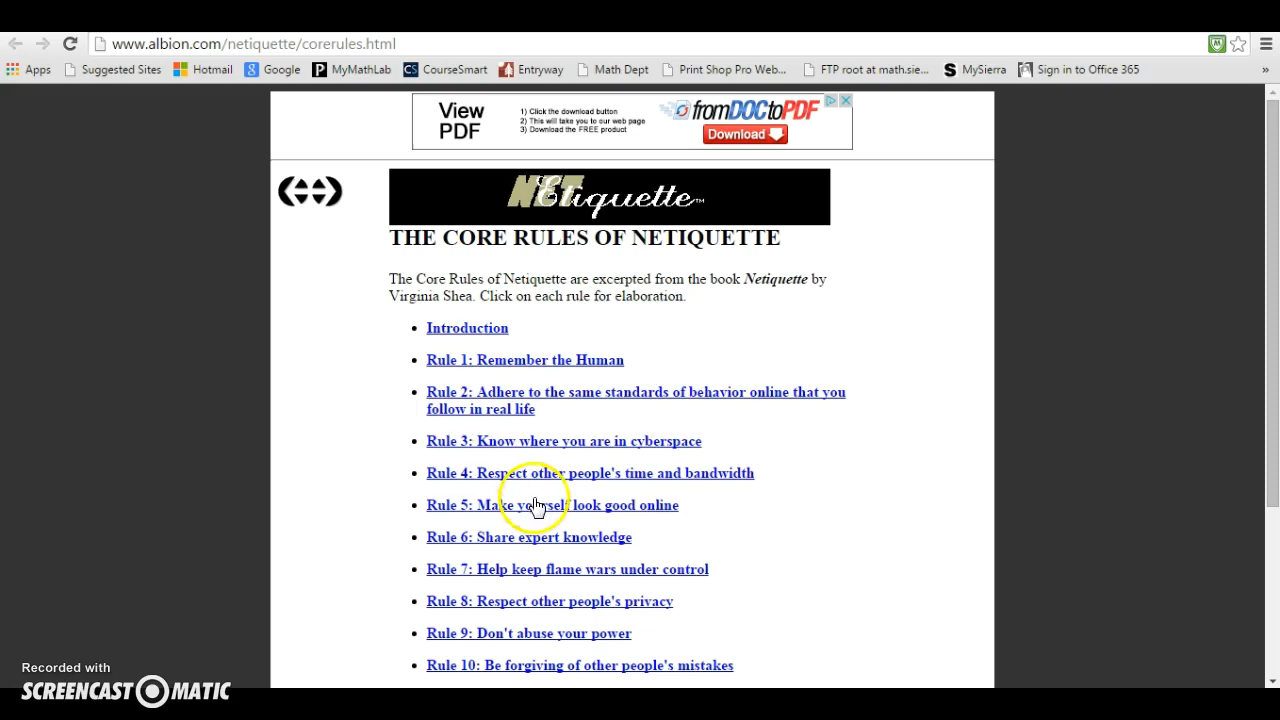 www.albion.com/netiquette/corerules.html
Apps Suggested Sites Hotmail Google MyMathLab CourseSmart Entryway Math Dept Print Shop Pro Web... FTP root at math.sie... MySierra Sign in to Office 365 »
View PDF
1) Click the download button
2) This will take you to our web page
3) Download the FREE product
fromDOCtoPDF
Download
NETiquette™
THE CORE RULES OF NETIQUETTE
The Core Rules of Netiquette are excerpted from the book Netiquette by
Virginia Shea. Click on each rule for elaboration.
• Introduction
• Rule 1: Remember the Human
• Rule 2: Adhere to the same standards of behavior online that you
follow in real life
• Rule 3: Know where you are in cyberspace
• Rule 4: Respect other people's time and bandwidth
• Rule 5: Make yourself look good online
• Rule 6: Share expert knowledge
• Rule 7: Help keep flame wars under control
• Rule 8: Respect other people's privacy
• Rule 9: Don't abuse your power
• Rule 10: Be forgiving of other people's mistakes
Recorded with
SCREENCAST-O-MATIC